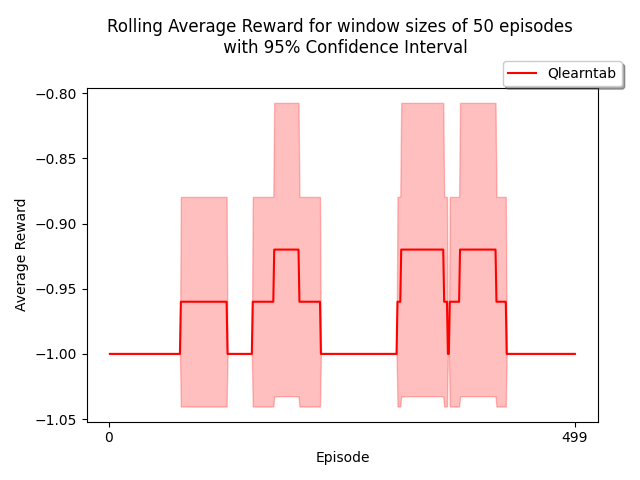 Rolling Average Reward for window sizes of 50 episodes
with 95% Confidence Interval
Qlearntab
−0.80
−0.85
−0.90
−0.95
−1.00
−1.05
Average Reward
0
499
Episode